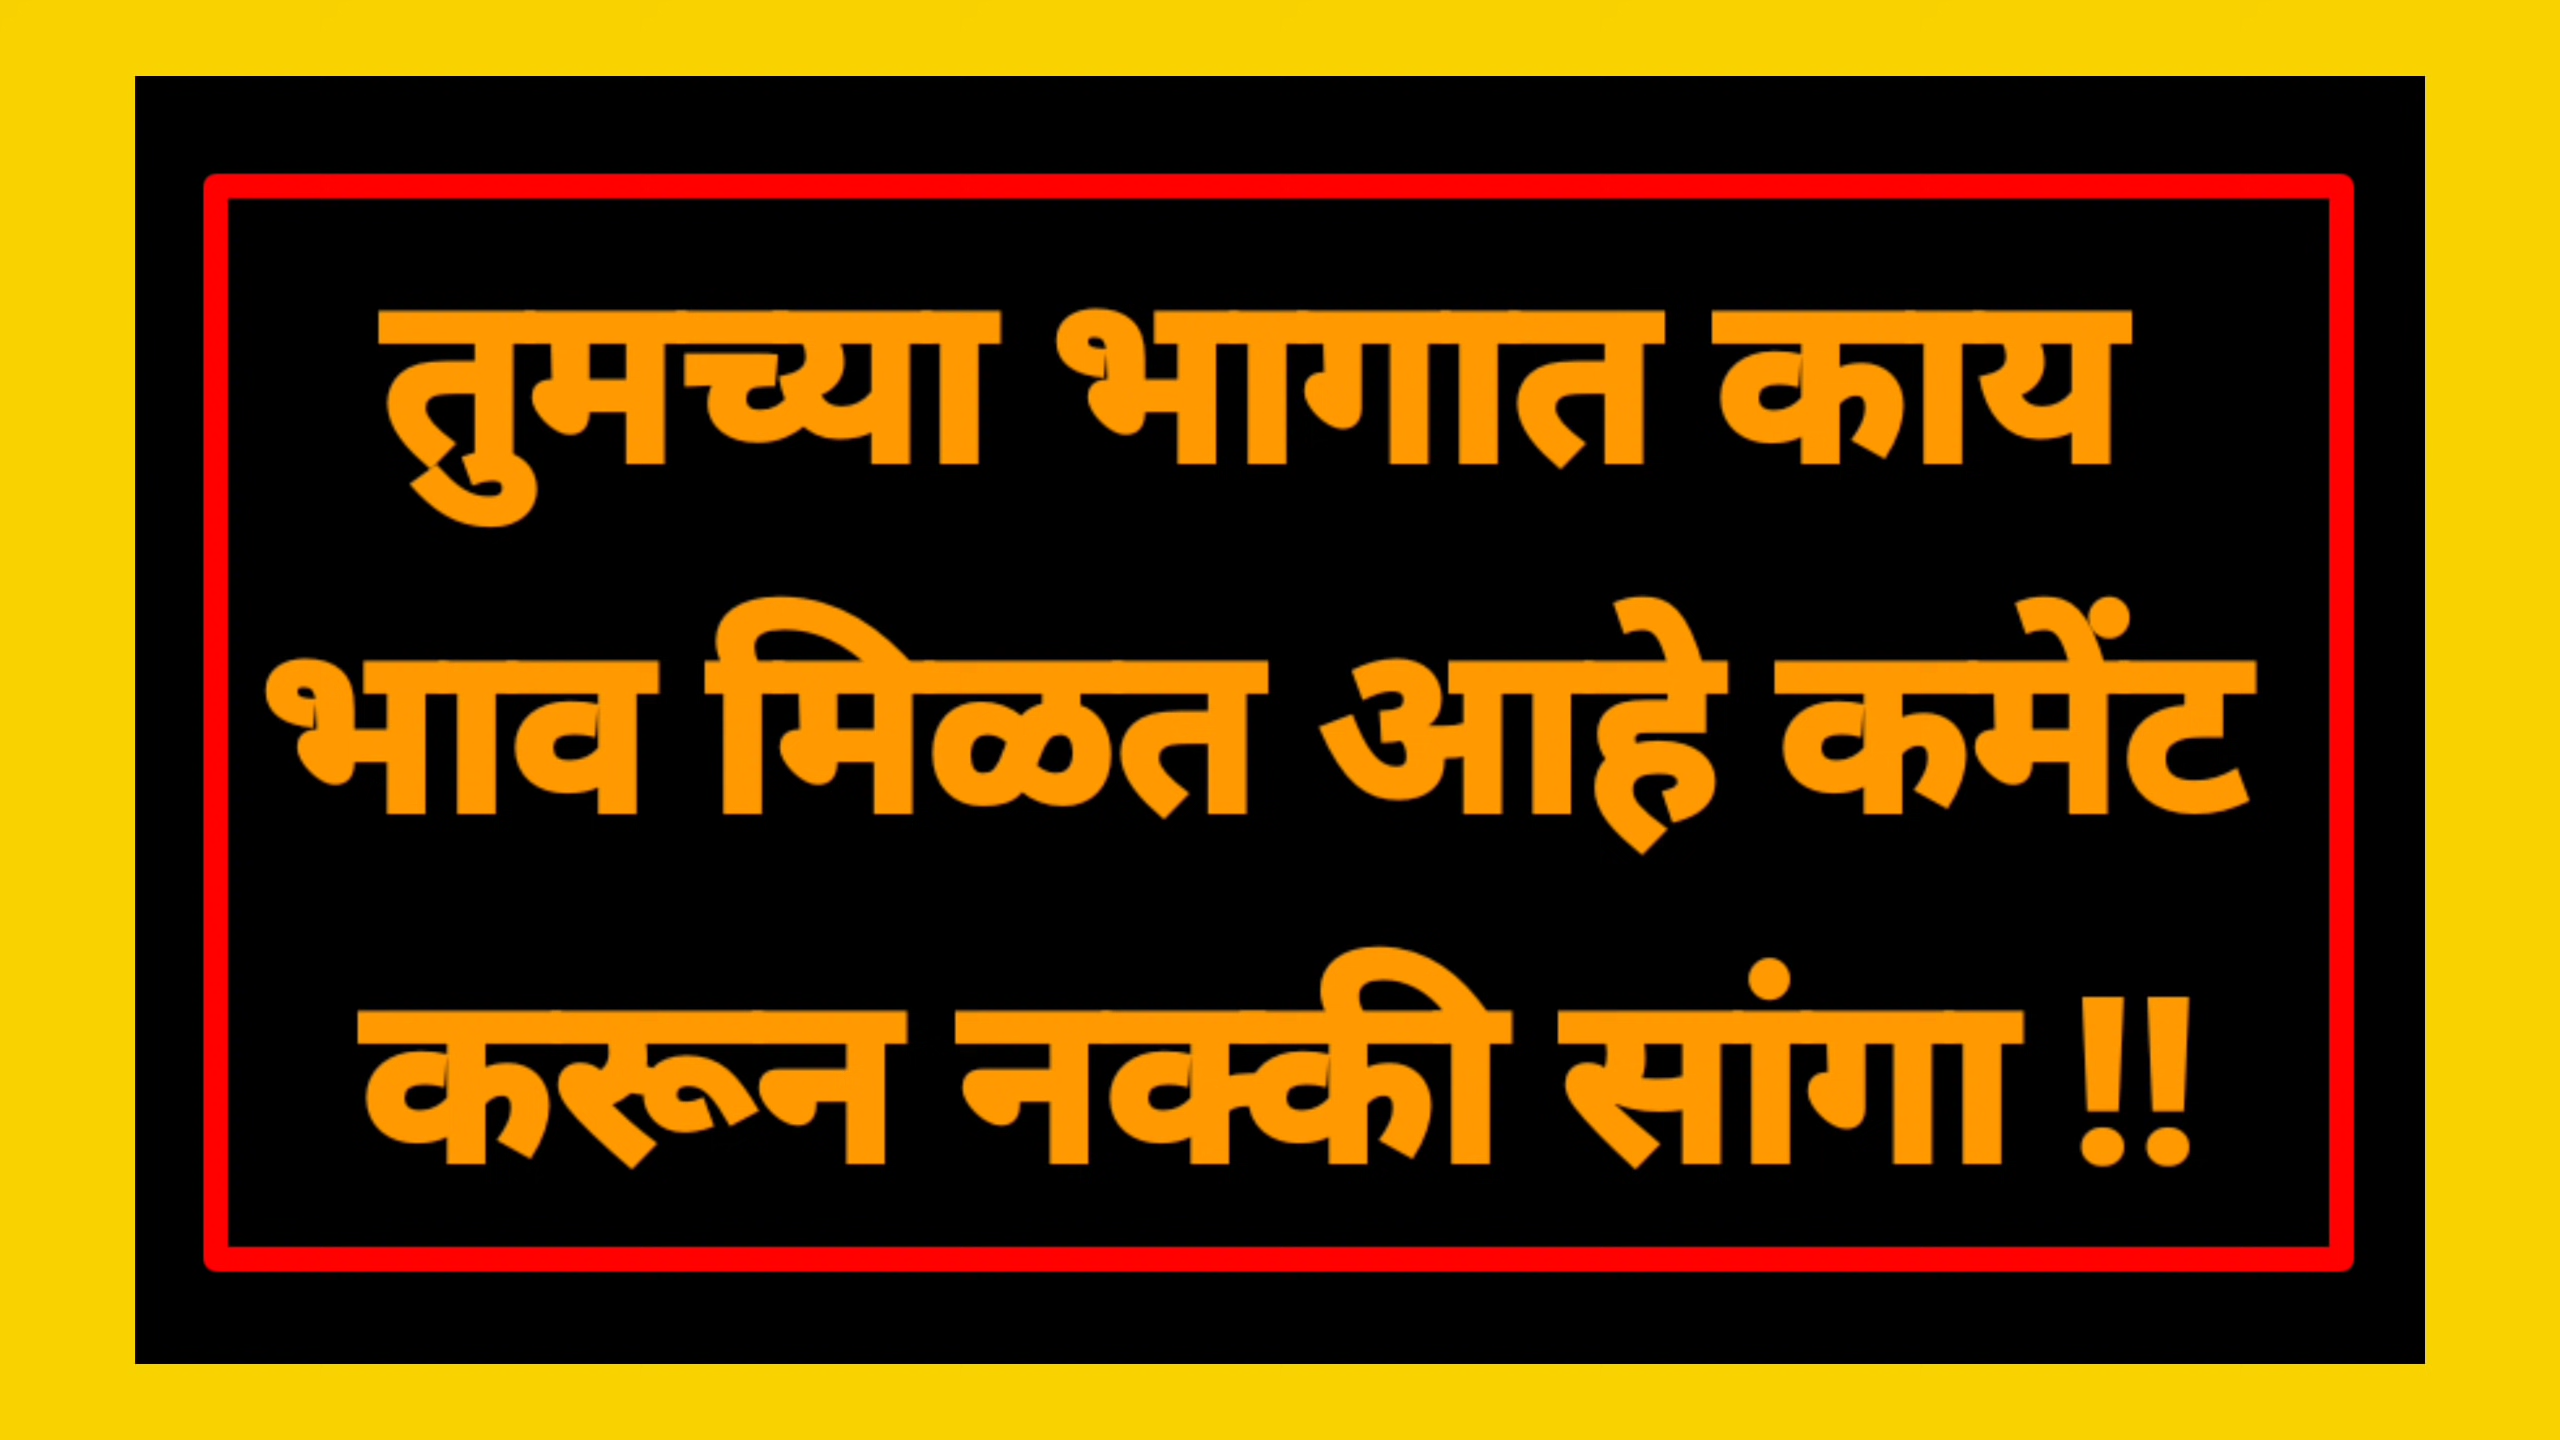 तुमच्या भागात काय
भाव मिळत आहे कमेंट
करून नक्की सांगा !!